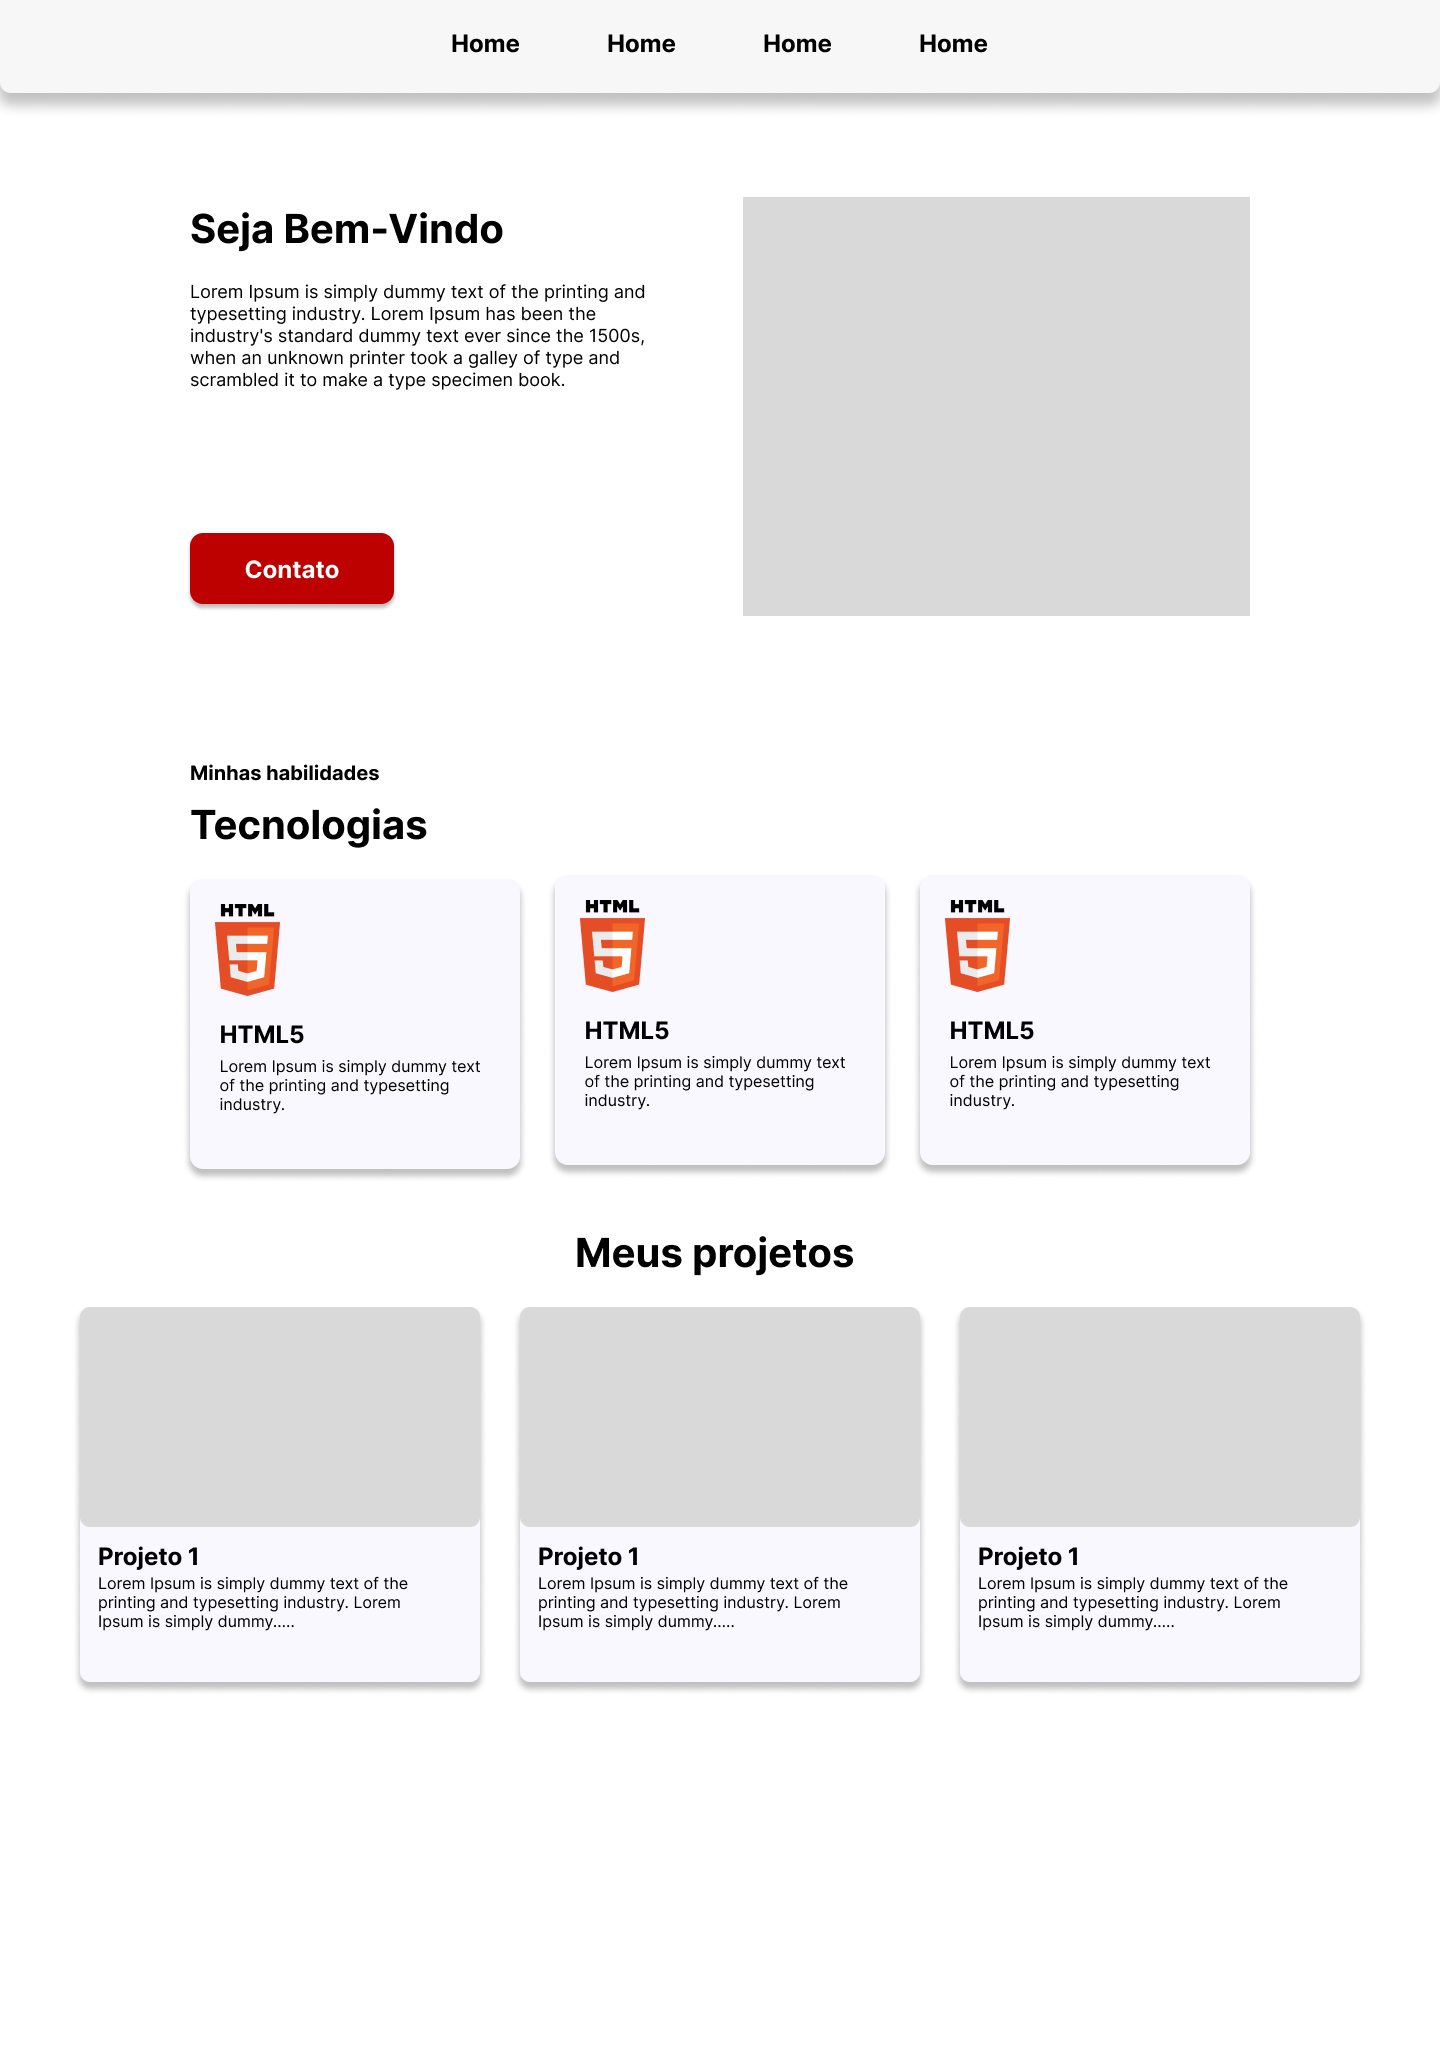 Home Home Home Home
Seja Bem-Vindo
Lorem Ipsum is simply dummy text of the printing and
typesetting industry. Lorem Ipsum has been the
industry's standard dummy text ever since the 1500s,
when an unknown printer took a galley of type and
scrambled it to make a type specimen book.
Contato
Minhas habilidades
Tecnologias
HTML
5
HTML5
Lorem Ipsum is simply dummy text
of the printing and typesetting
industry.
HTML
5
HTML5
Lorem Ipsum is simply dummy text
of the printing and typesetting
industry.
HTML
5
HTML5
Lorem Ipsum is simply dummy text
of the printing and typesetting
industry.
Meus projetos
Projeto 1
Lorem Ipsum is simply dummy text of the
printing and typesetting industry. Lorem
Ipsum is simply dummy.....
Projeto 1
Lorem Ipsum is simply dummy text of the
printing and typesetting industry. Lorem
Ipsum is simply dummy.....
Projeto 1
Lorem Ipsum is simply dummy text of the
printing and typesetting industry. Lorem
Ipsum is simply dummy.....